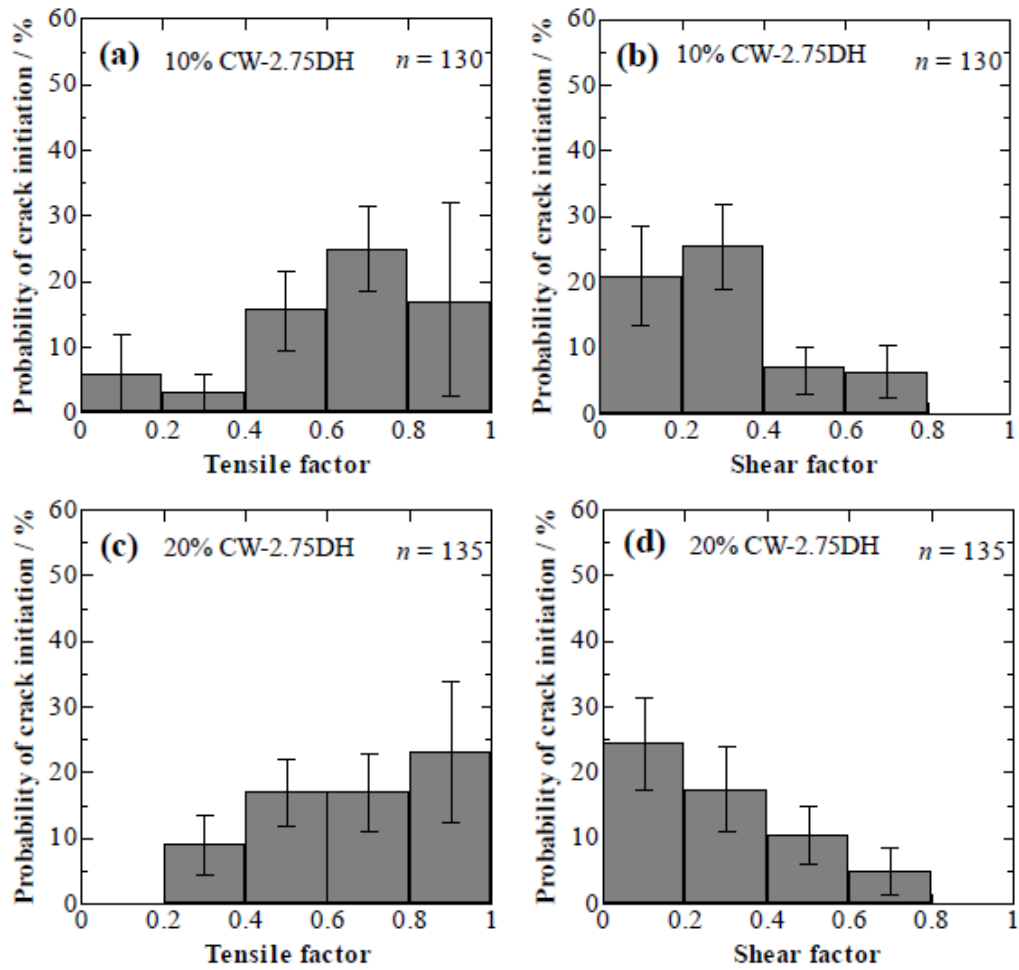 60
50
40
30
20
10
0
Probability of crack initiation / %
(a) 10% CW-2.75DH n = 130
0 0.2 0.4 0.6 0.8 1
Tensile factor
60
50
40
30
20
10
0
Probability of crack initiation / %
(b) 10% CW-2.75DH n = 130
0 0.2 0.4 0.6 0.8 1
Shear factor
60
50
40
30
20
10
0
Probability of crack initiation / %
(c) 20% CW-2.75DH n = 135
0 0.2 0.4 0.6 0.8 1
Tensile factor
60
50
40
30
20
10
0
Probability of crack initiation / %
(d) 20% CW-2.75DH n = 135
0 0.2 0.4 0.6 0.8 1
Shear factor